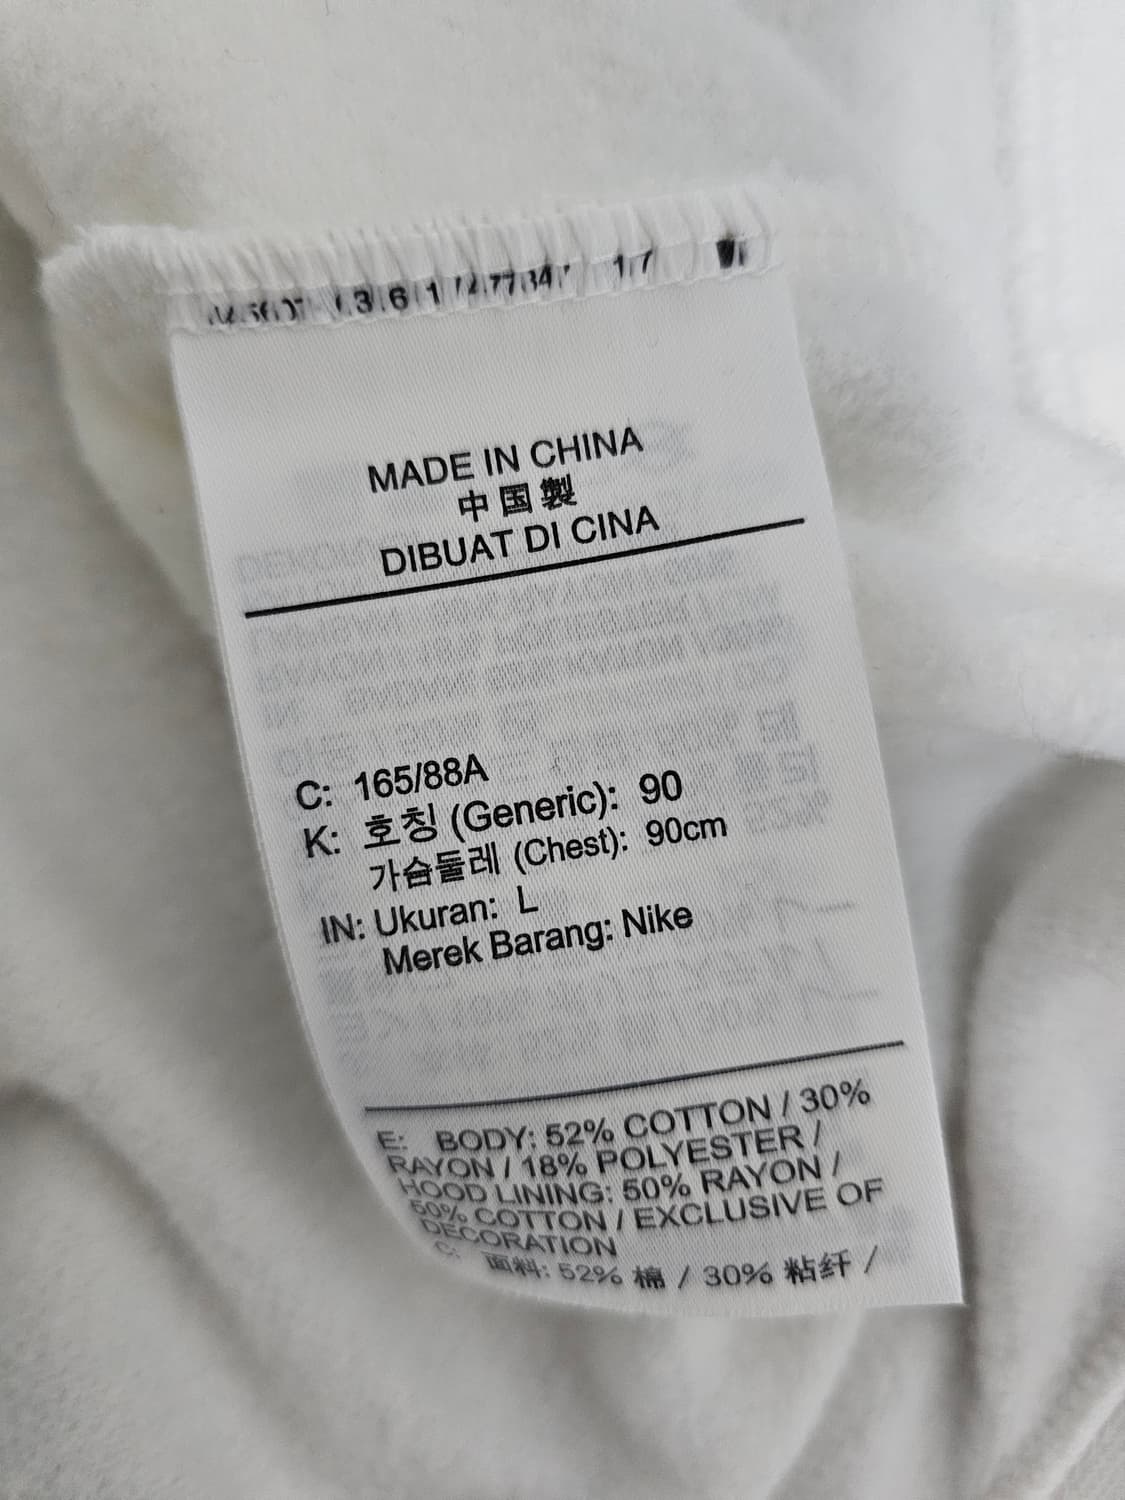 MADE IN CHINA
中国製
DIBUAT DI CINA
C: 165/88A
K: 호칭 (Generic): 90
가슴둘레 (Chest): 90cm
IN: Ukuran: L
Merek Barang: Nike
E: BODY: 52% COTTON / 30%
RAYON / 18% POLYESTER /
HOOD LINING: 50% RAYON /
50% COTTON / EXCLUSIVE OF
DECORATION
C: 面料: 52% 棉 / 30% 粘纤 /